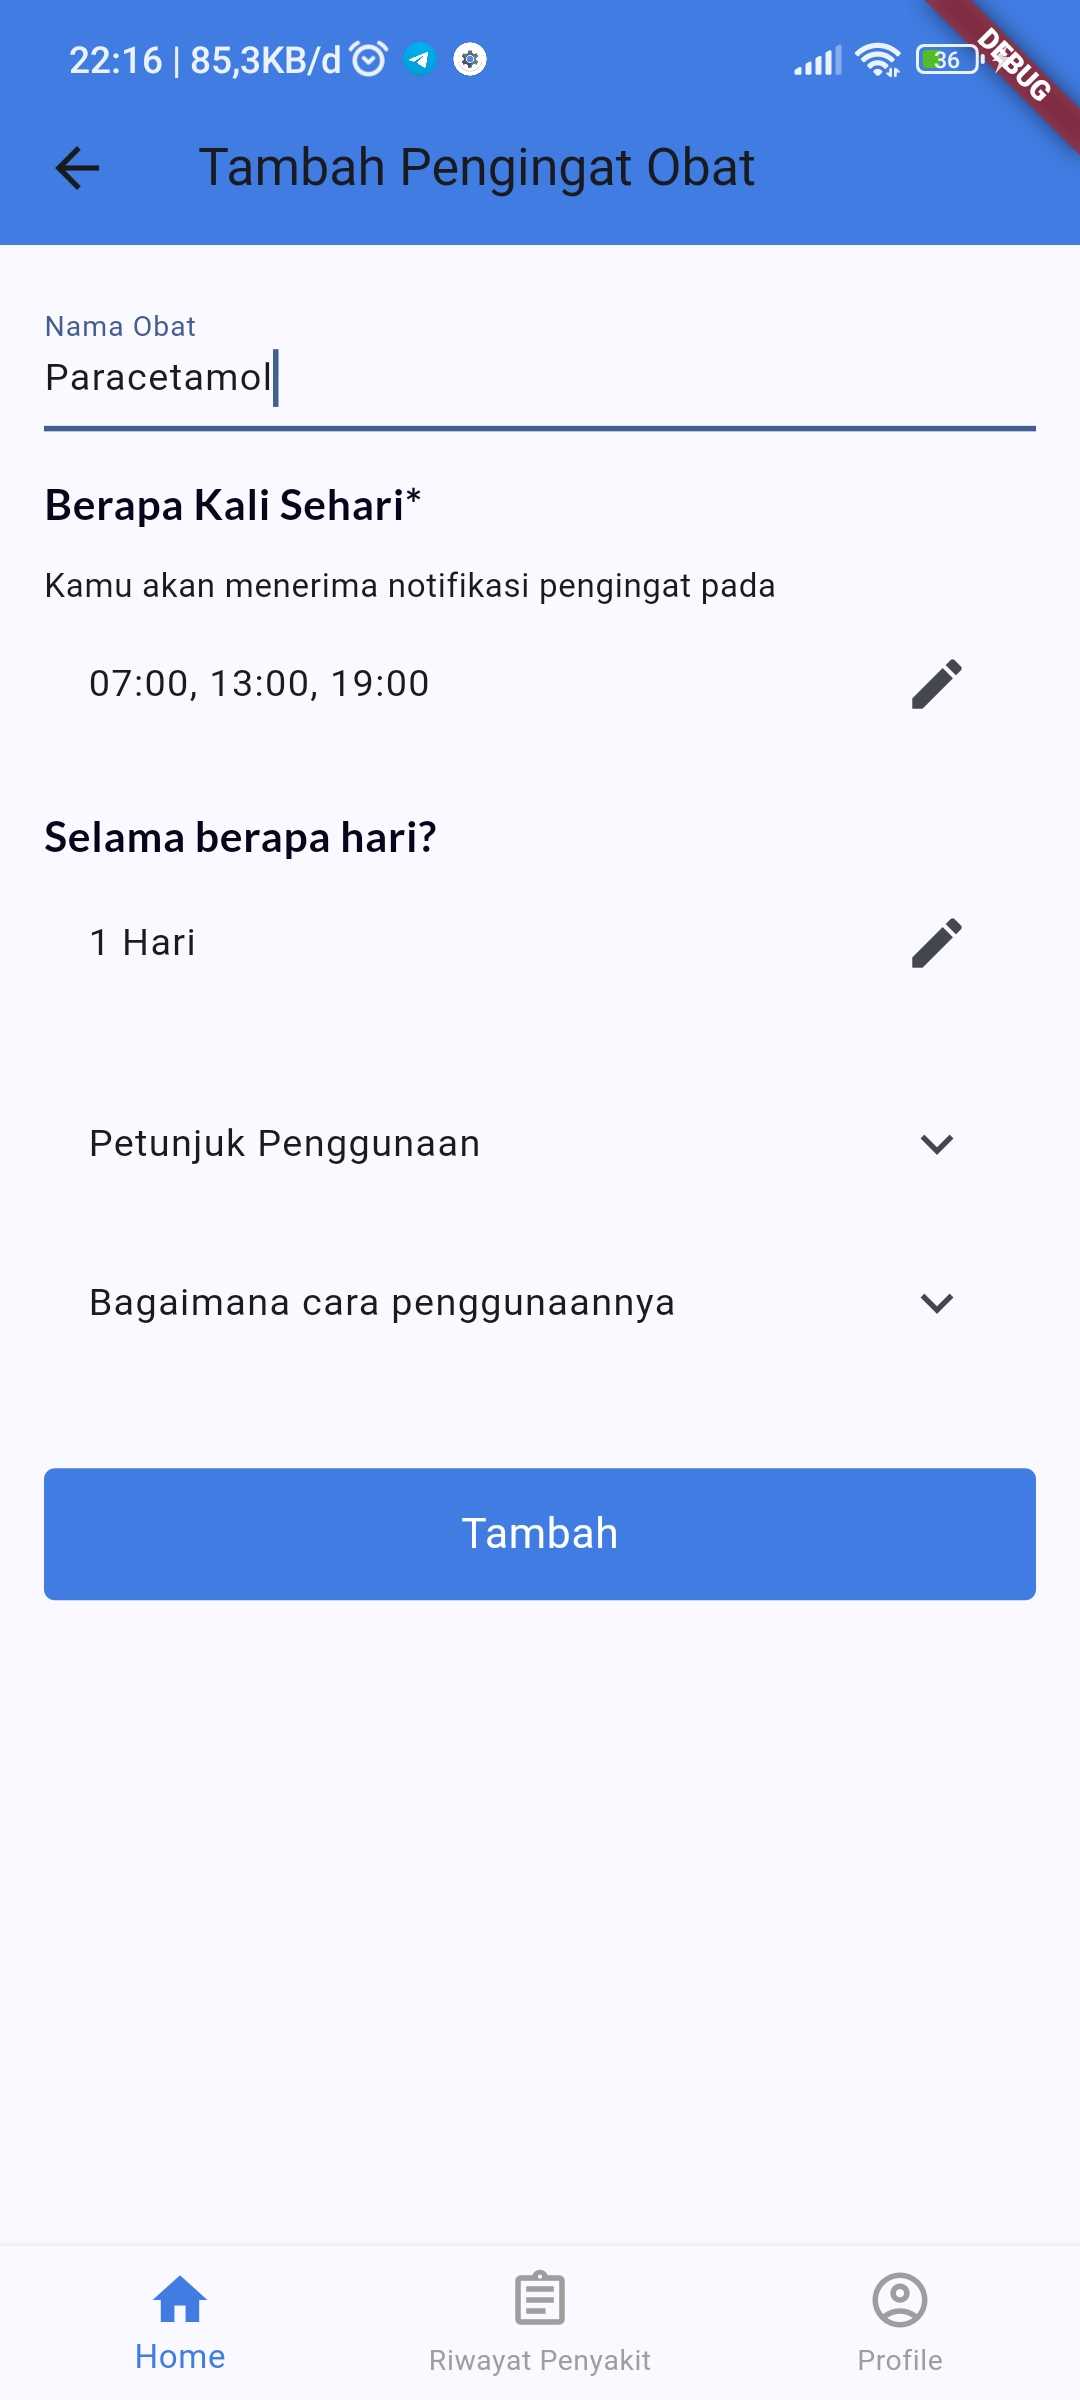 22:16 | 85,3KB/d
36
DEBUG
Tambah Pengingat Obat
Nama Obat
Paracetamol
Berapa Kali Sehari*
Kamu akan menerima notifikasi pengingat pada
07:00, 13:00, 19:00
Selama berapa hari?
1 Hari
Petunjuk Penggunaan
Bagaimana cara penggunaannya
Tambah
Home
Riwayat Penyakit
Profile